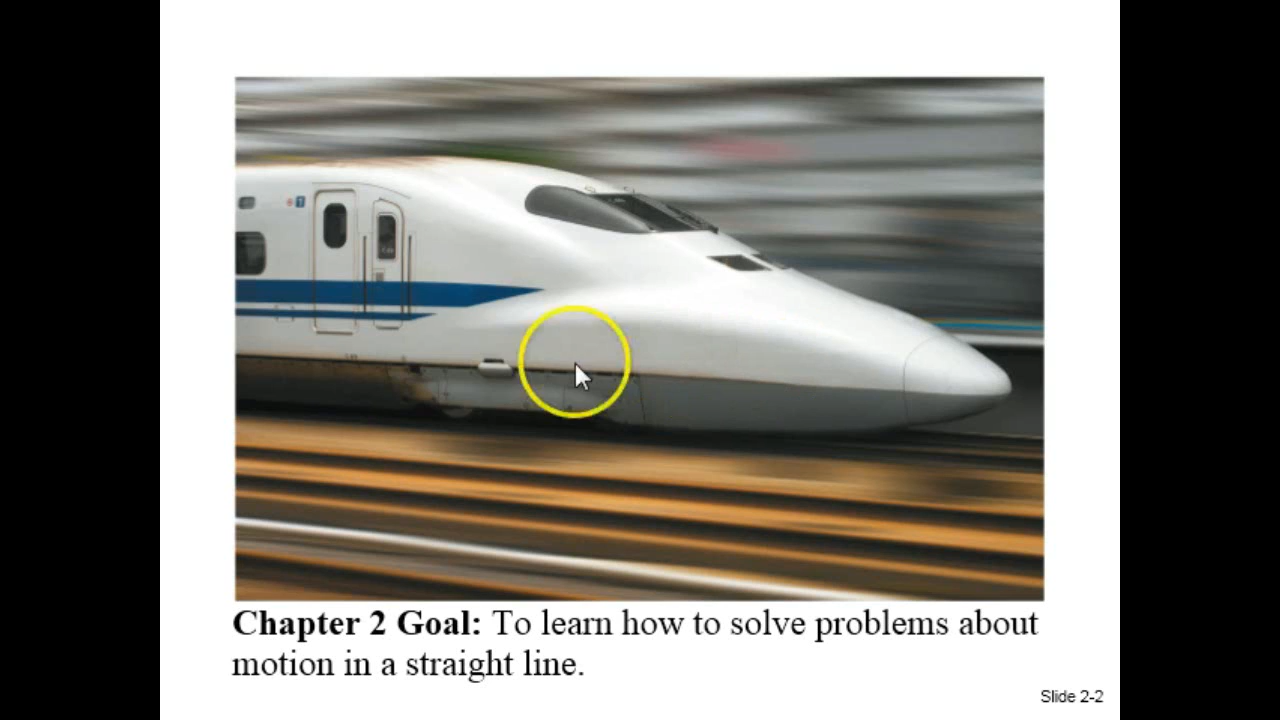 Chapter 2 Goal: To learn how to solve problems about
motion in a straight line.
Slide 2-2